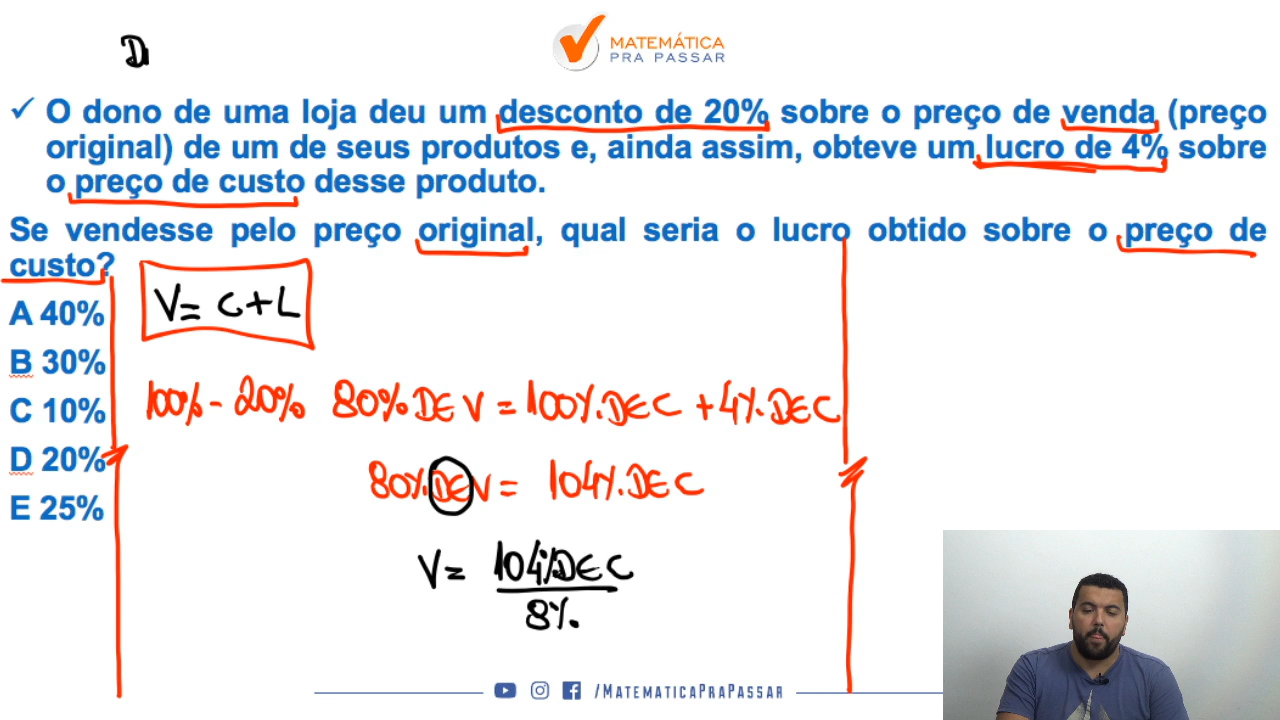 D
MATEMÁTICA
PRA PASSAR
✓ O dono de uma loja deu um desconto de 20% sobre o preço de venda (preço
original) de um de seus produtos e, ainda assim, obteve um lucro de 4% sobre
o preço de custo desse produto.
Se vendesse pelo preço original, qual seria o lucro obtido sobre o preço de
custo?
A 40%
B 30%
C 10%
D 20%
E 25%
V = C + L
100% - 20% 80% DE V = 100% DE C + 4% DE C
80% DE V = 104% DE C
V = 104% DE C
8%
/MatematicaPraPassar